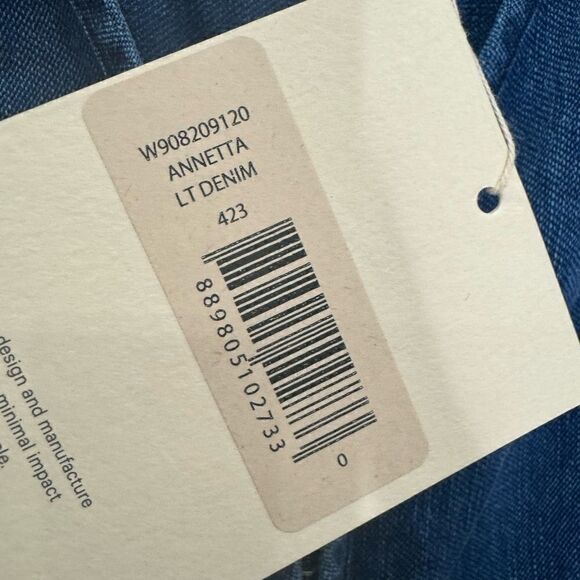 W908209120
ANNETTA
LT DENIM
423
889805102733
0
design and manufacture
minimal impact